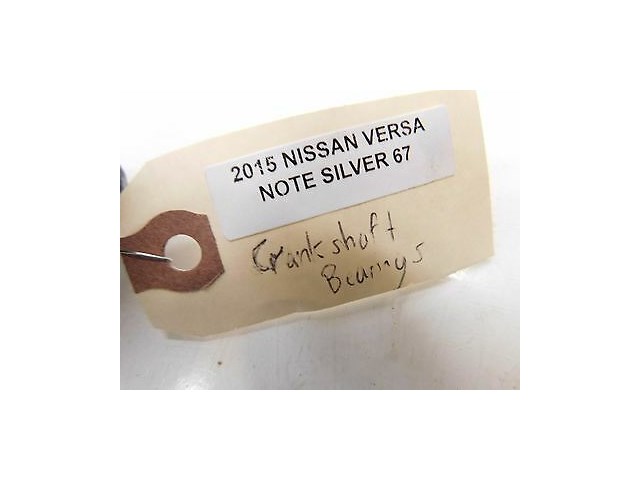 2015 NISSAN VERSA
NOTE SILVER 67
Crankshaft
Bearings